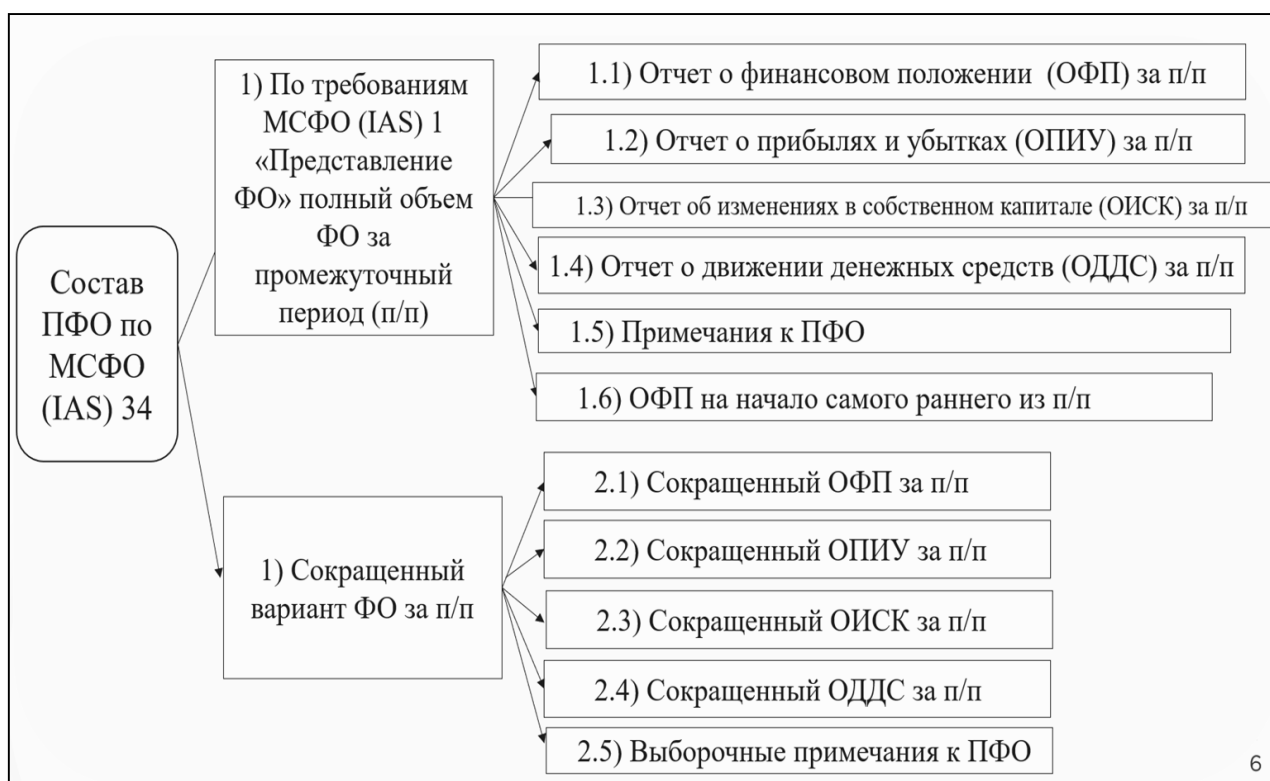 Состав
ПФО по
МСФО
(IAS) 34
1) По требованиям
МСФО (IAS) 1
«Представление
ФО» полный объем
ФО за
промежуточный
период (п/п)
1.1) Отчет о финансовом положении (ОФП) за п/п
1.2) Отчет о прибылях и убытках (ОПИУ) за п/п
1.3) Отчет об изменениях в собственном капитале (ОИСК) за п/п
1.4) Отчет о движении денежных средств (ОДДС) за п/п
1.5) Примечания к ПФО
1.6) ОФП на начало самого раннего из п/п
1) Сокращенный
вариант ФО за п/п
2.1) Сокращенный ОФП за п/п
2.2) Сокращенный ОПИУ за п/п
2.3) Сокращенный ОИСК за п/п
2.4) Сокращенный ОДДС за п/п
2.5) Выборочные примечания к ПФО
6